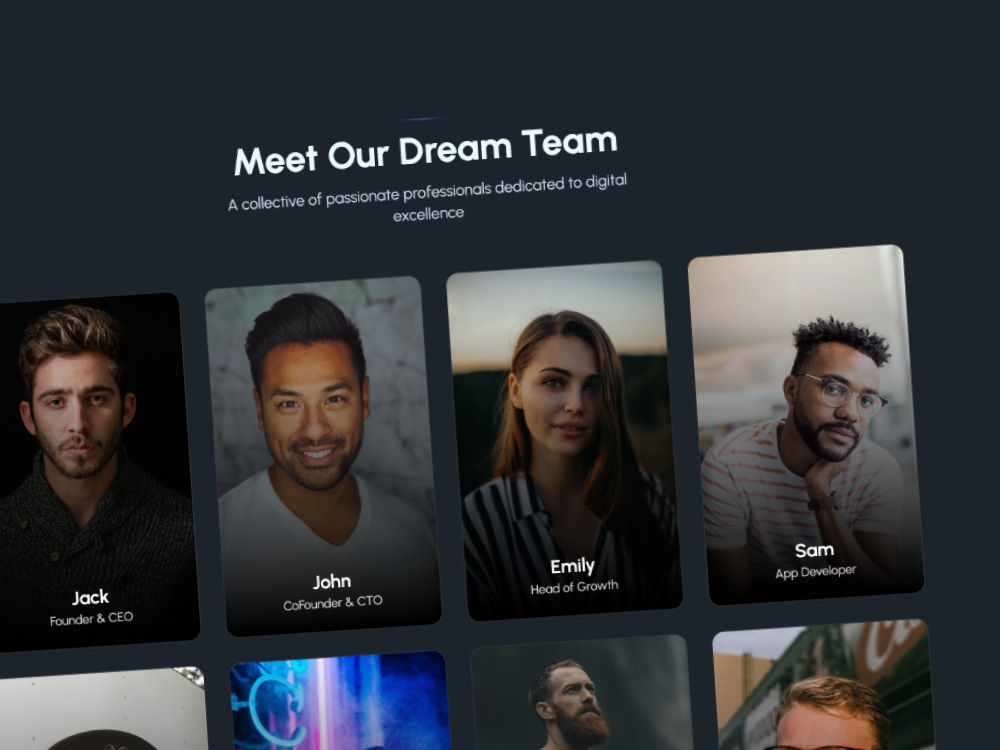 Meet Our Dream Team
A collective of passionate professionals dedicated to digital
excellence
Jack
Founder & CEO
John
CoFounder & CTO
Emily
Head of Growth
Sam
App Developer